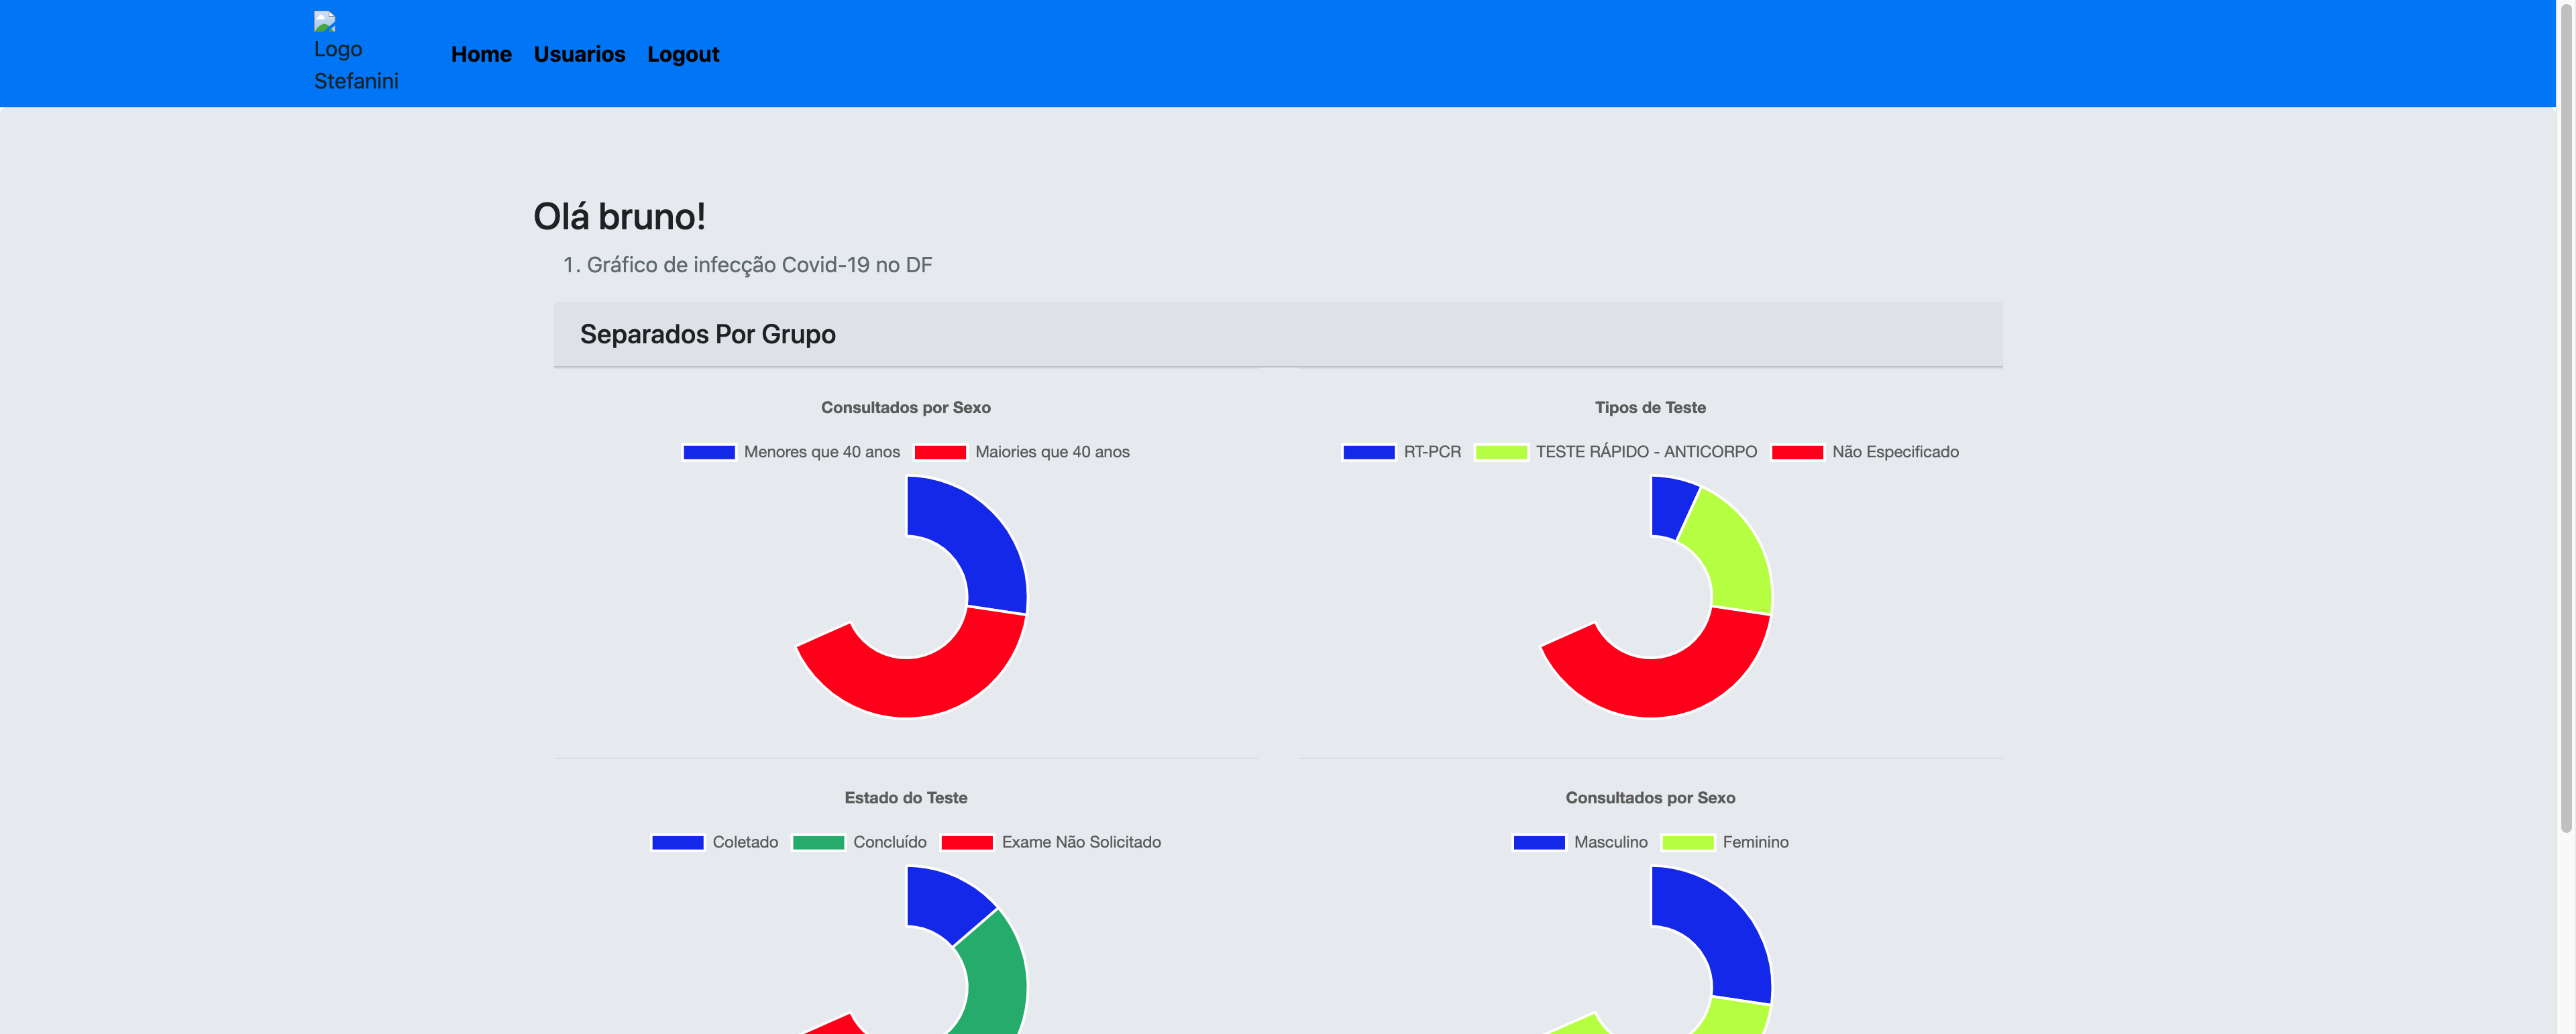 Logo
Stefanini
Home Usuarios Logout
Olá bruno!
1. Gráfico de infecção Covid-19 no DF
Separados Por Grupo
Consultados por Sexo
Menores que 40 anos Maiories que 40 anos
Tipos de Teste
RT-PCR TESTE RÁPIDO - ANTICORPO Não Especificado
Estado do Teste
Coletado Concluído Exame Não Solicitado
Consultados por Sexo
Masculino Feminino